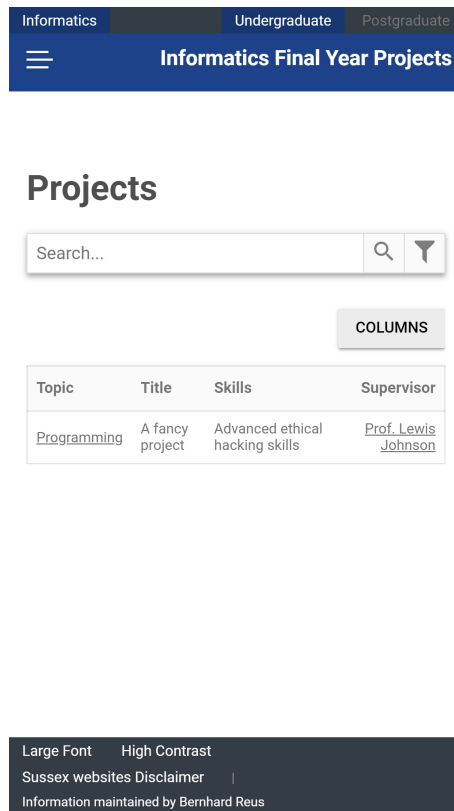 Informatics Undergraduate Postgraduate
Informatics Final Year Projects
Projects
Search...
COLUMNS
Topic Title Skills Supervisor
Programming A fancy project Advanced ethical hacking skills Prof. Lewis Johnson
Large Font High Contrast
Sussex websites Disclaimer |
Information maintained by Bernhard Reus